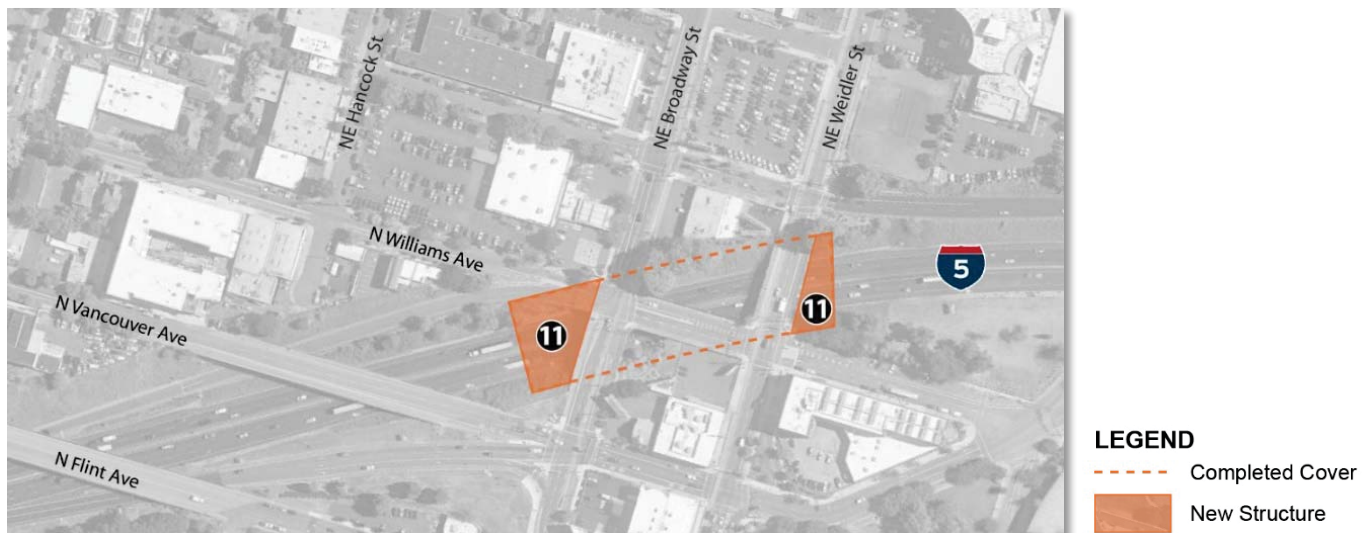 NE Hancock St
NE Broadway St
NE Weidler St
N Williams Ave
5
N Vancouver Ave
11
11
N Flint Ave
LEGEND
Completed Cover
New Structure